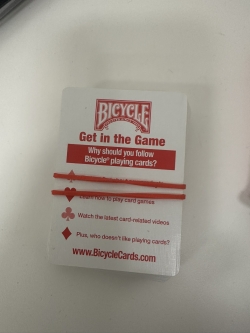 BICYCLE
Get in the Game
Why should you follow
Bicycle® playing cards?
Learn how to play card games
Watch the latest card-related videos
Plus, who doesn't like playing cards?
www.BicycleCards.com